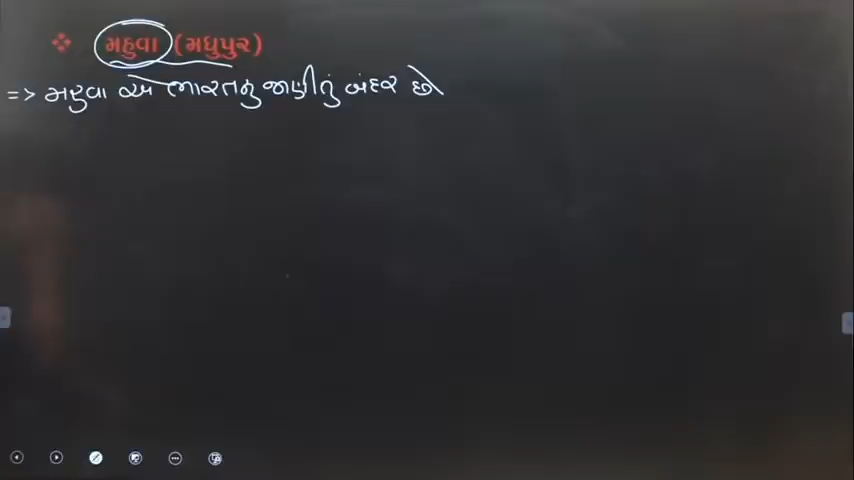 ❖ મહુવા (મધુપુર)
=> મહુવા એ ભારતનું જાણીતું બંદર છે